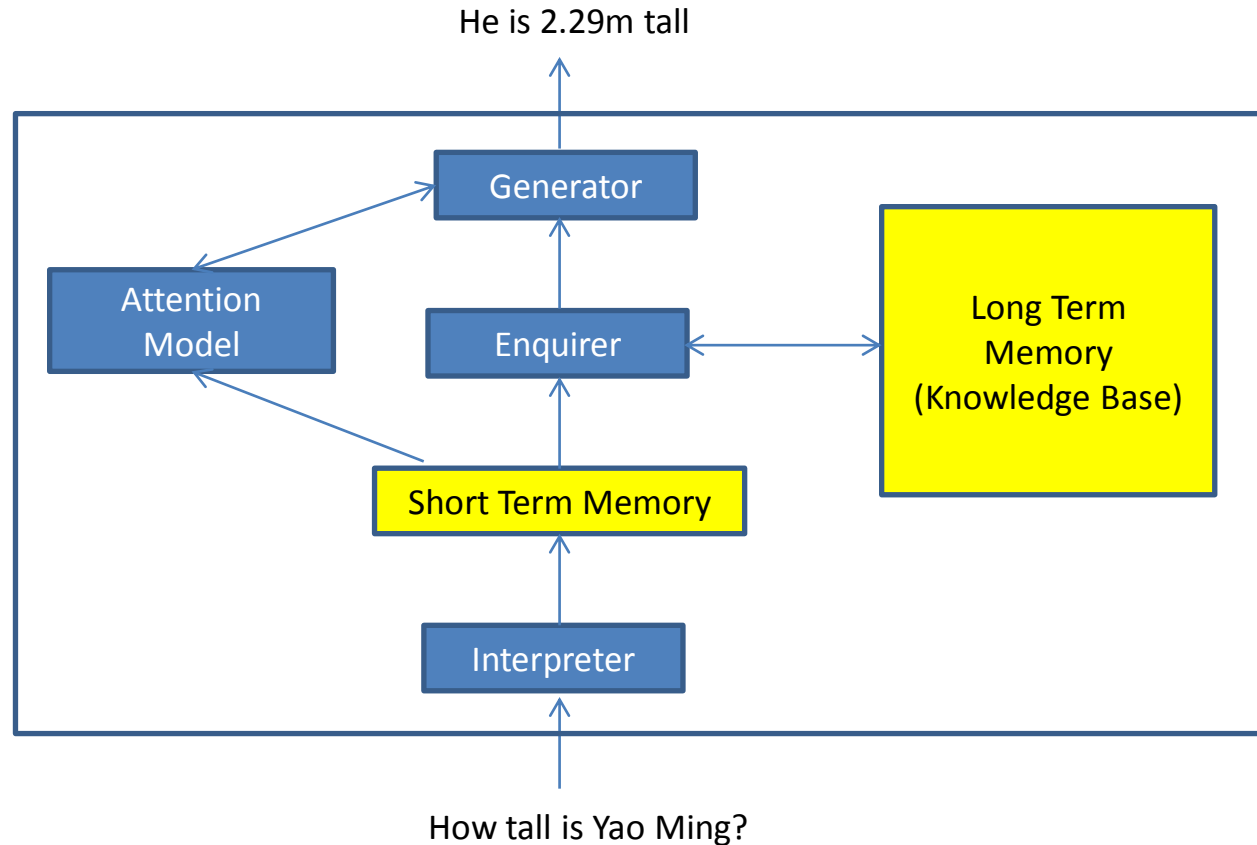 He is 2.29m tall
Generator
Attention
Model
Enquirer
Long Term
Memory
(Knowledge Base)
Short Term Memory
Interpreter
How tall is Yao Ming?